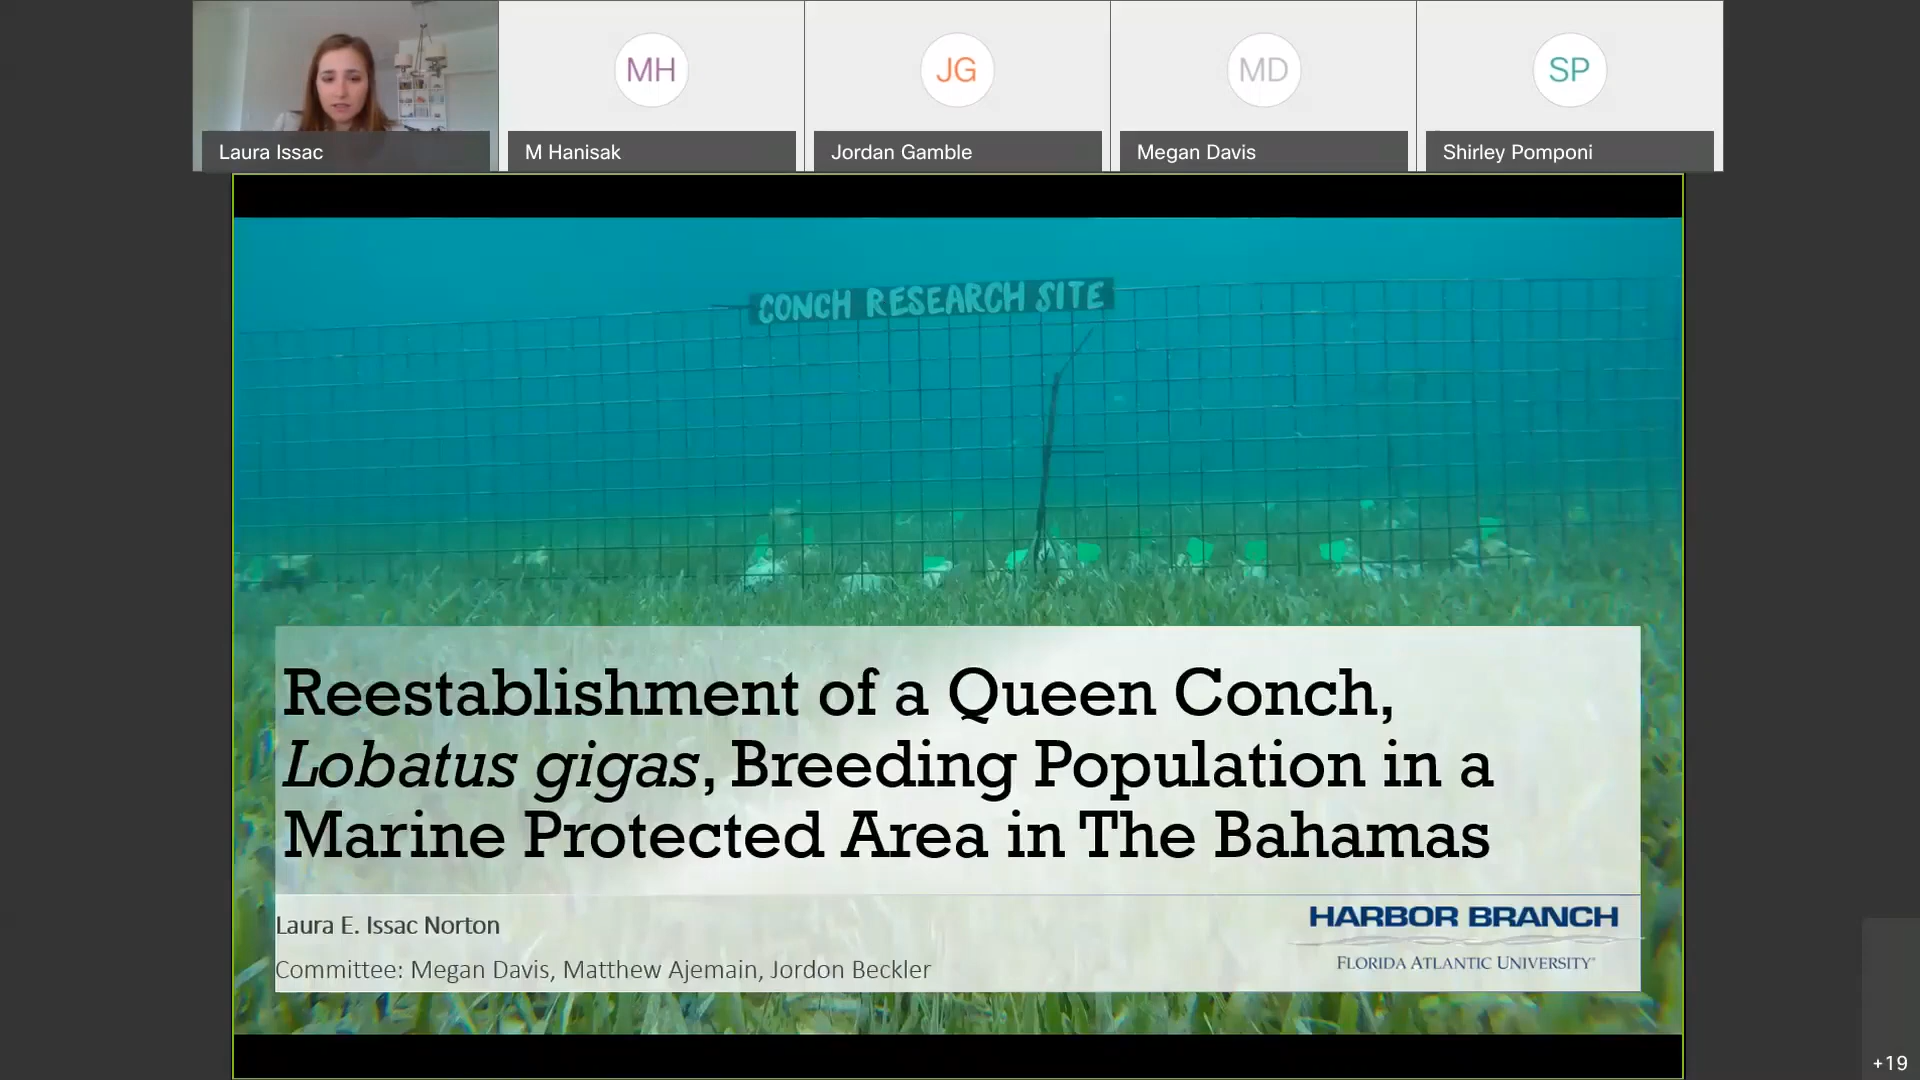 MH
JG
MD
SP
Laura Issac
M Hanisak
Jordan Gamble
Megan Davis
Shirley Pomponi
CONCH RESEARCH SITE
Reestablishment of a Queen Conch,
Lobatus gigas, Breeding Population in a
Marine Protected Area in The Bahamas
Laura E. Issac Norton
Committee: Megan Davis, Matthew Ajemain, Jordon Beckler
HARBOR BRANCH
FLORIDA ATLANTIC UNIVERSITY
+19